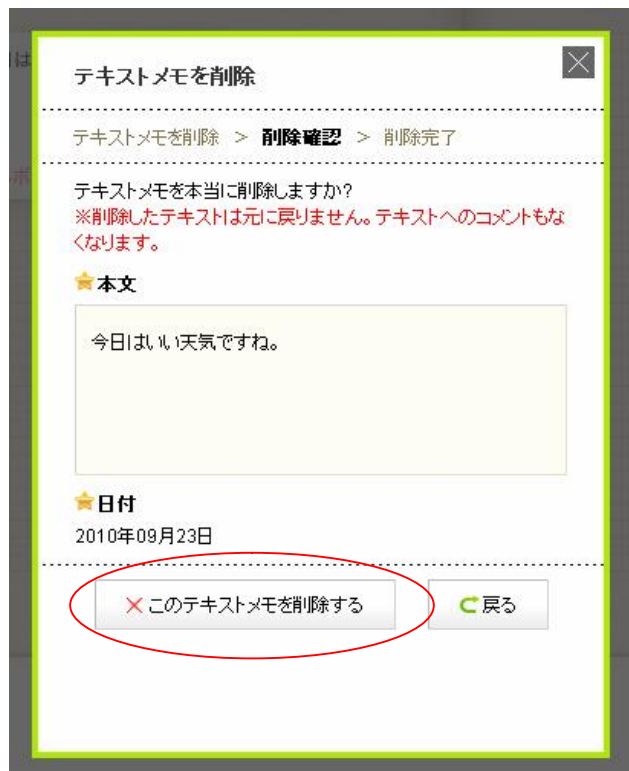 は
テキストメモを削除
テキストメモを削除 > 削除確認 > 削除完了
ポ
テキストメモを本当に削除しますか?
※削除したテキストは元に戻りません。テキストへのコメントもな
くなります。
本文
今日はいい天気ですね。
日付
2010年09月23日
このテキストメモを削除する
戻る